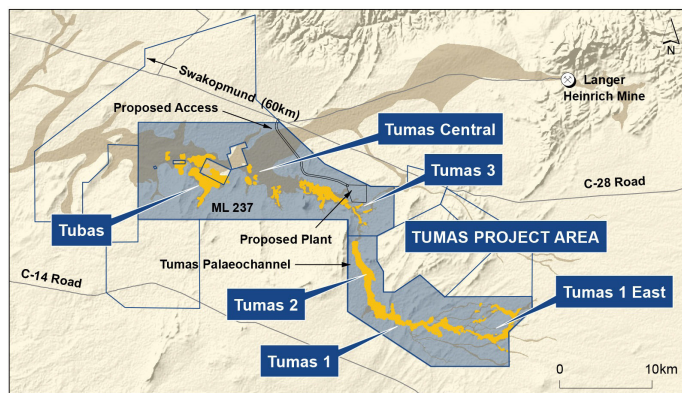 N
Swakopmund (60km)
Langer
Heinrich Mine
Proposed Access
Tumas Central
Tumas 3
C-28 Road
ML 237
Tubas
Proposed Plant
TUMAS PROJECT AREA
Tumas Palaeochannel
C-14 Road
Tumas 2
Tumas 1 East
Tumas 1
0 10km